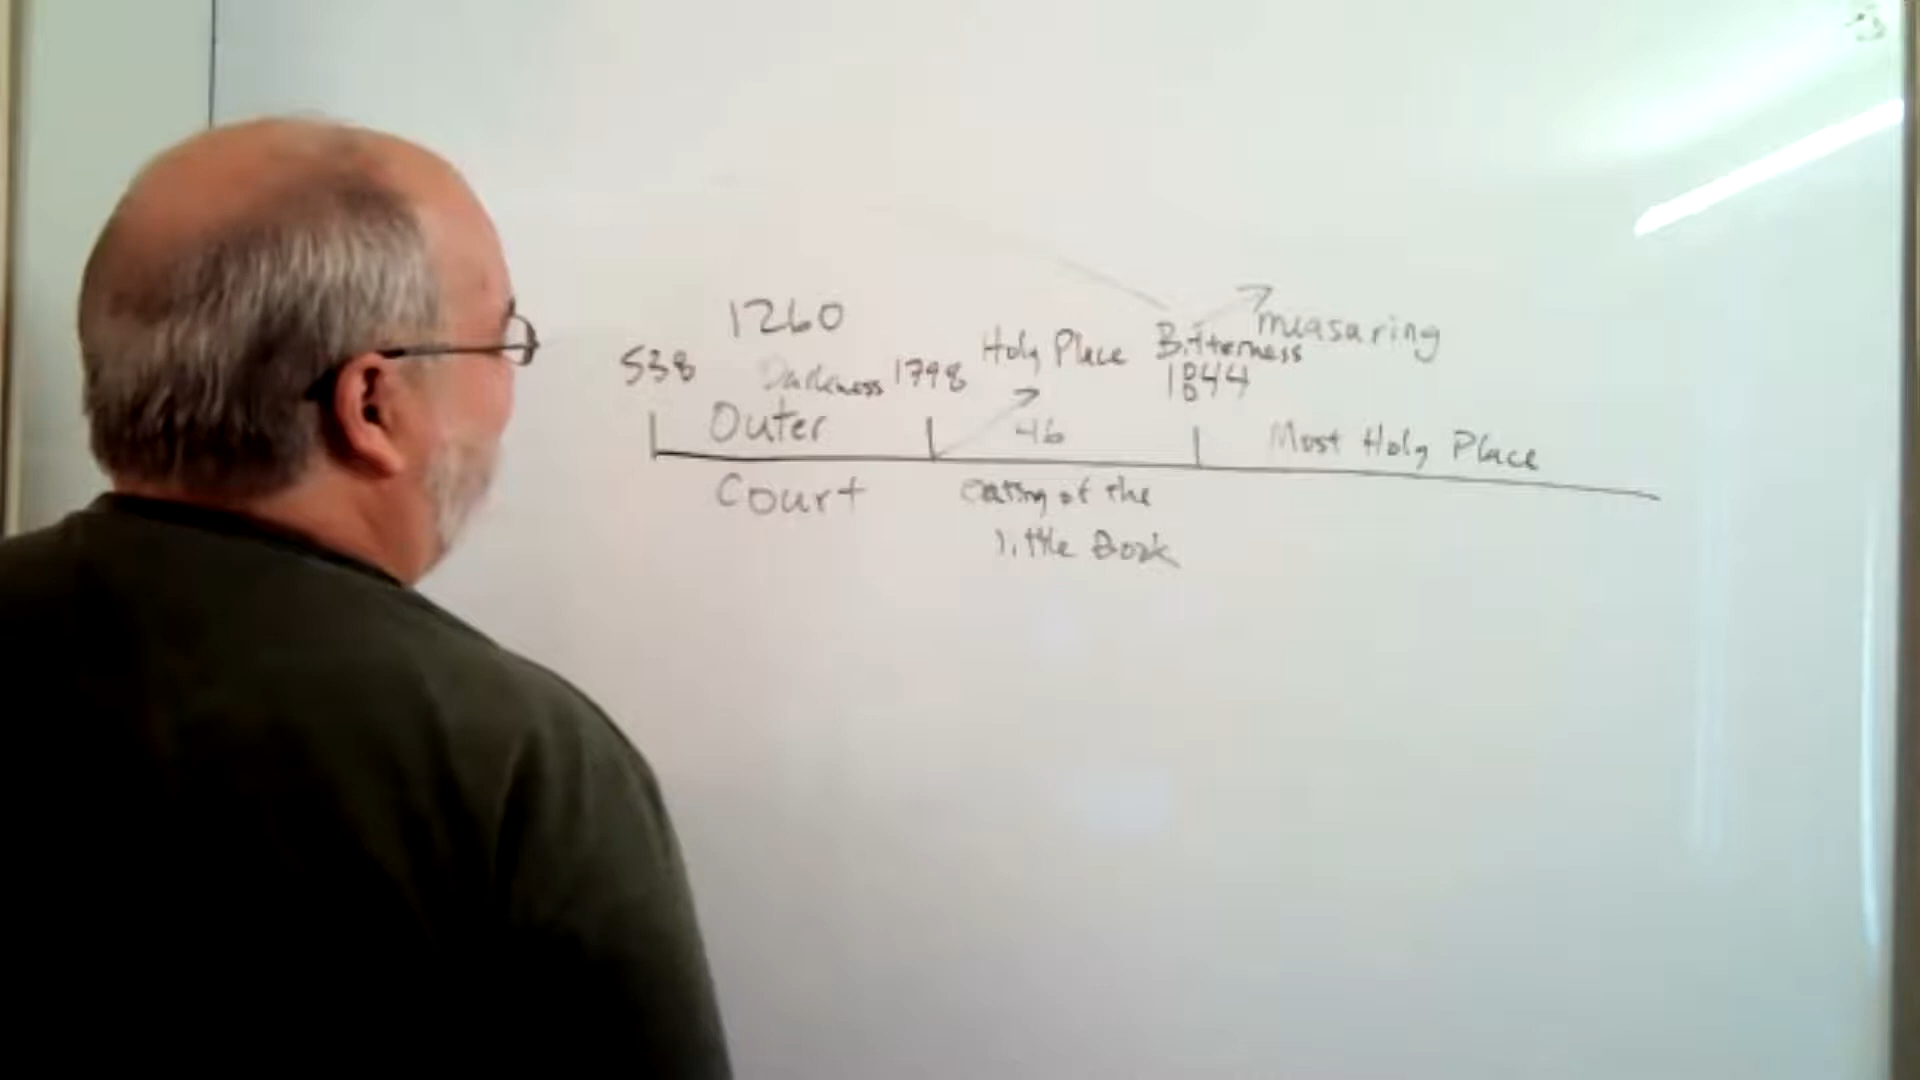 1260
measuring
538
Darkness
1798
Holy Place
Bitterness
1844
Outer
46
Most Holy Place
Court
eating of the
little Book